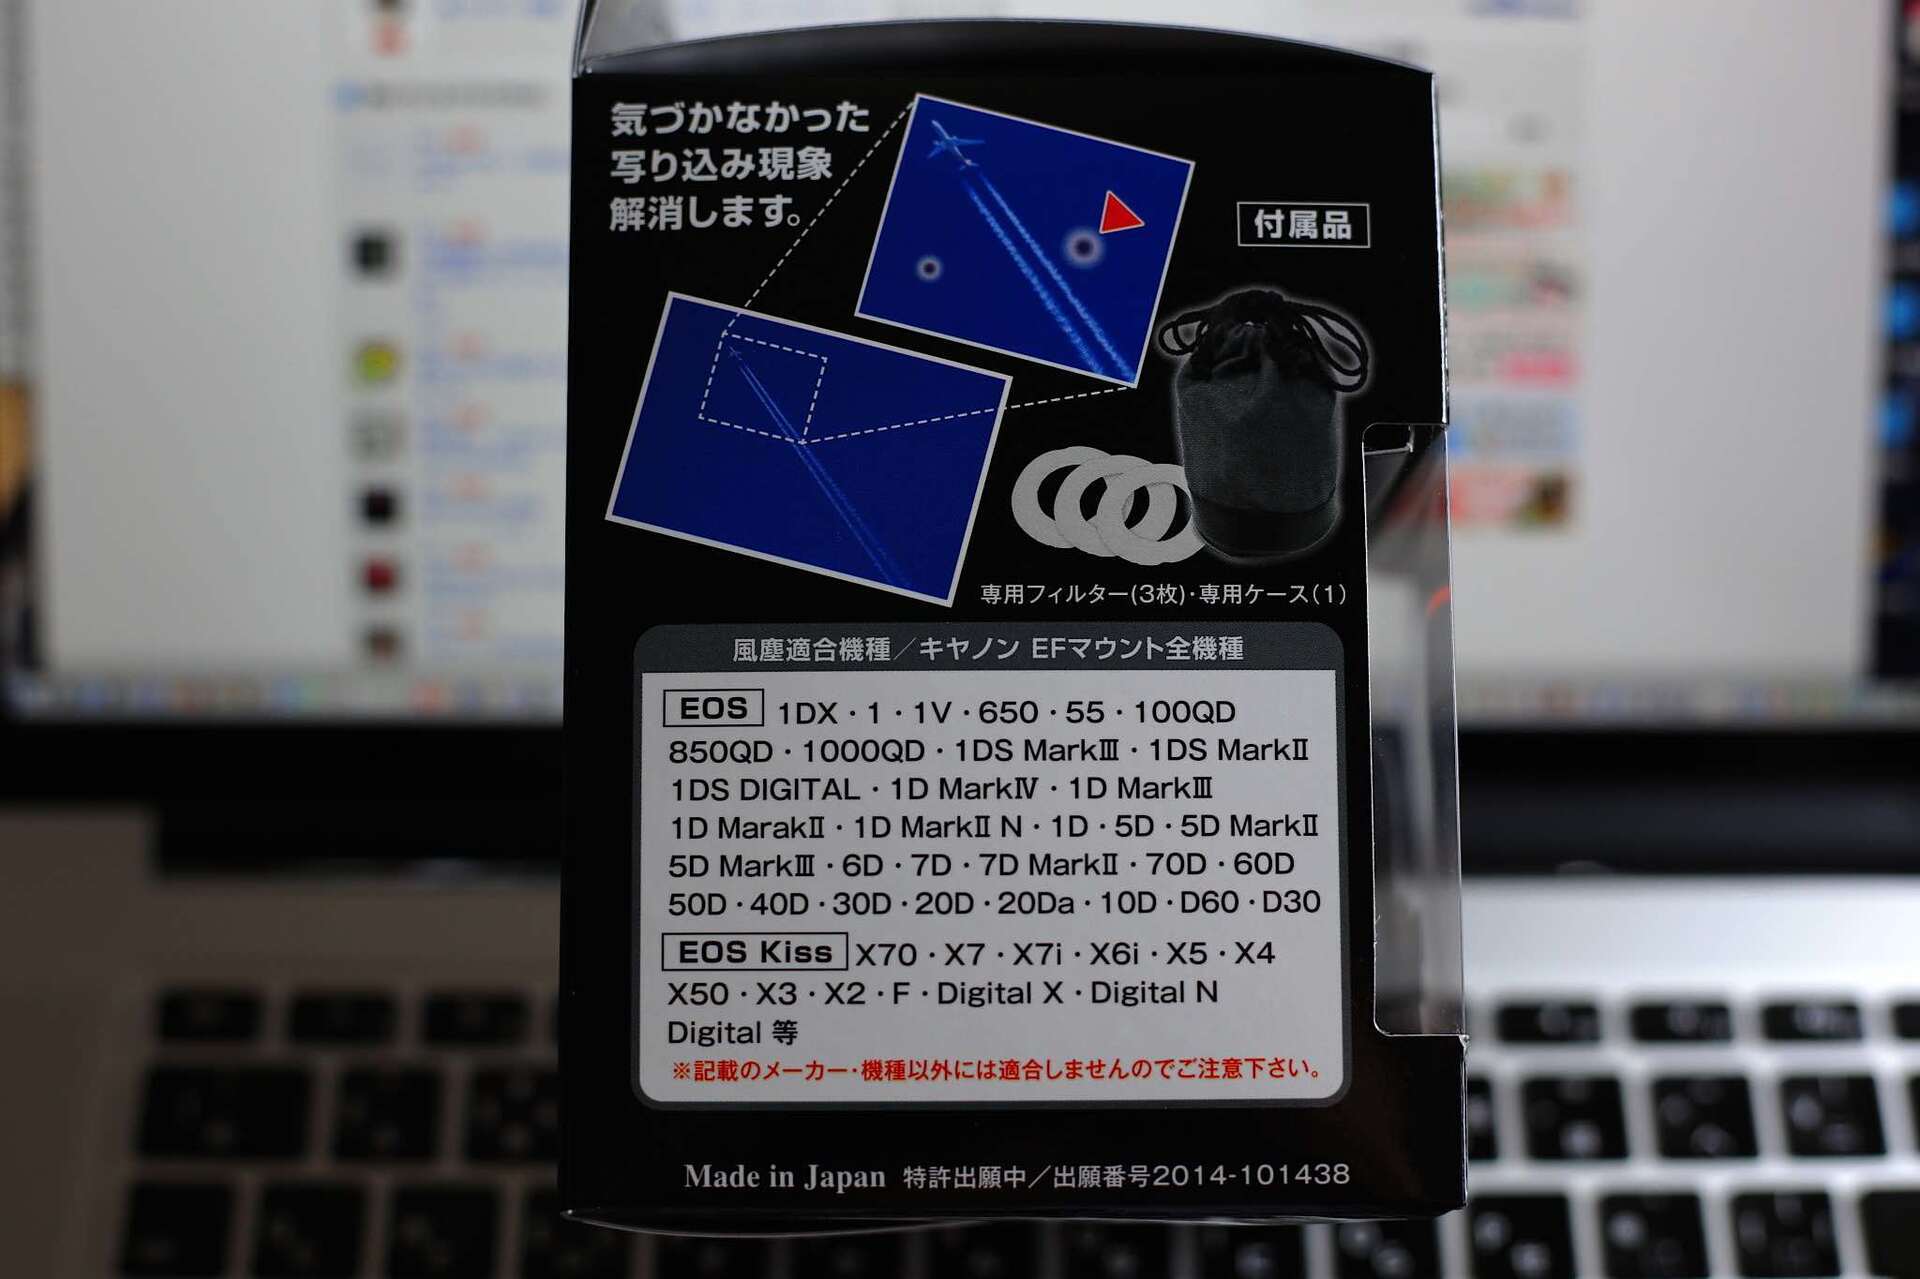 気づかなかった
写り込み現象
解消します。
付属品
専用フィルター(3枚)・専用ケース(1)
風塵適合機種／キヤノン EFマウント全機種
EOS 1DX・1・1V・650・55・100QD
850QD・1000QD・1DS MarkⅢ・1DS MarkⅡ
1DS DIGITAL・1D MarkⅣ・1D MarkⅢ
1D MarakⅡ・1D MarkⅡ N・1D・5D・5D MarkⅡ
5D MarkⅢ・6D・7D・7D MarkⅡ・70D・60D
50D・40D・30D・20D・20Da・10D・D60・D30
EOS Kiss X70・X7・X7i・X6i・X5・X4
X50・X3・X2・F・Digital X・Digital N
Digital 等
※記載のメーカー・機種以外には適合しませんのでご注意下さい。
Made in Japan 特許出願中／出願番号2014-101438